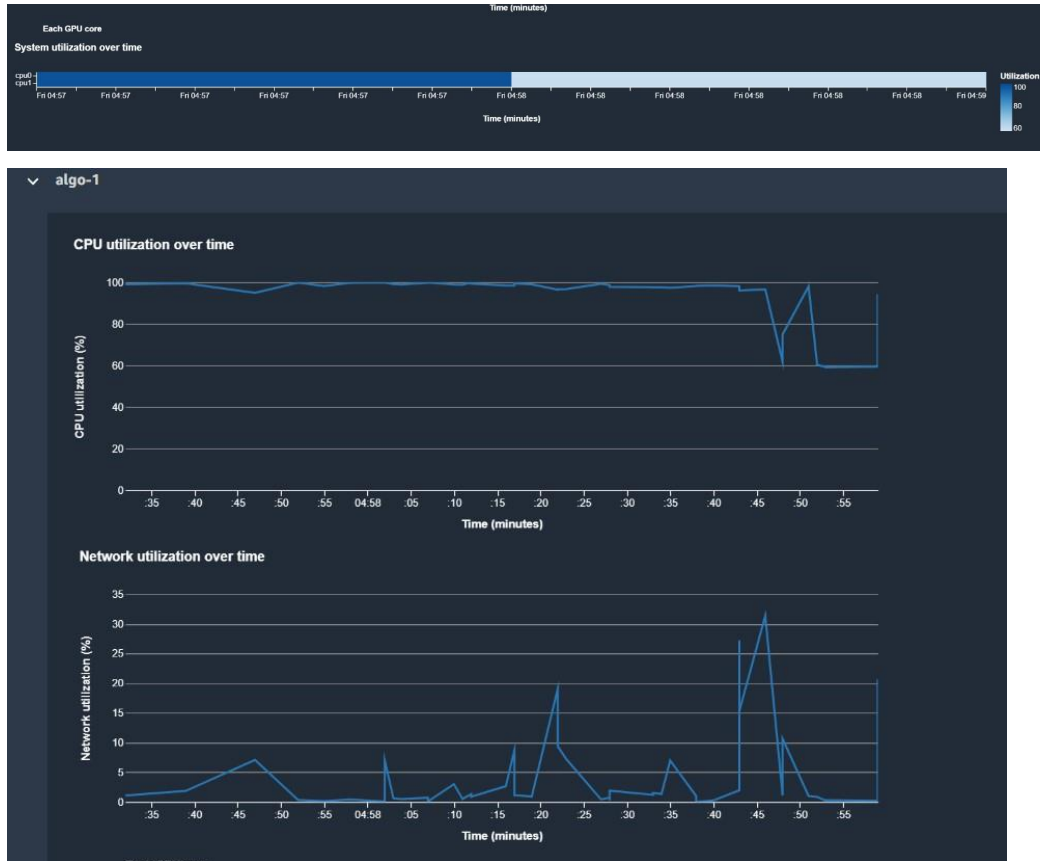 Time (minutes)
Each GPU core
System utilization over time
cpu0
cpu1
Fri 04:57 Fri 04:57 Fri 04:57 Fri 04:57 Fri 04:57 Fri 04:57 Fri 04:58 Fri 04:58 Fri 04:58 Fri 04:58 Fri 04:58 Fri 04:58 Fri 04:59
Time (minutes)
Utilization
100
80
60
algo-1
CPU utilization over time
100
80
60
40
20
0
CPU utilization (%)
:35 :40 :45 :50 :55 04:58 :05 :10 :15 :20 :25 :30 :35 :40 :45 :50 :55
Time (minutes)
Network utilization over time
35
30
25
20
15
10
5
0
Network utilization (%)
:35 :40 :45 :50 :55 04:58 :05 :10 :15 :20 :25 :30 :35 :40 :45 :50 :55
Time (minutes)